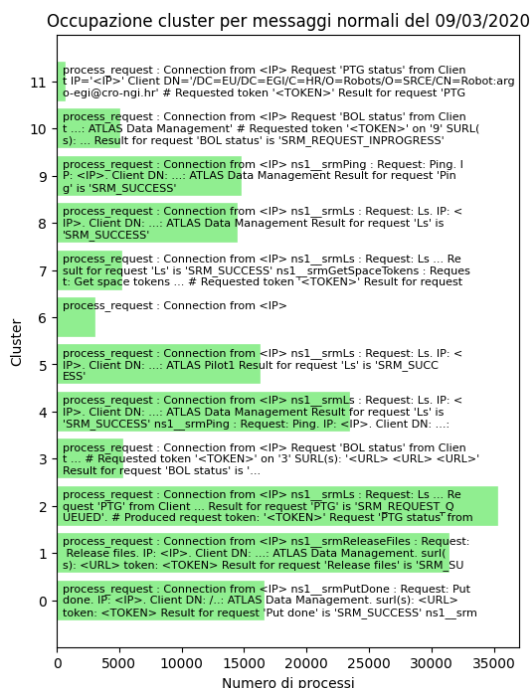 Occupazione cluster per messaggi normali del 09/03/2020
11
process_request : Connection from <IP> Request 'PTG status' from Clien
t IP='<IP>' Client DN='/DC=EU/DC=EGI/C=HR/O=Robots/O=SRCE/CN=Robot:arg
o-egi@cro-ngi.hr' # Requested token '<TOKEN>' Result for request 'PTG
10
process_request : Connection from <IP> Request 'BOL status' from Clien
t ...: ATLAS Data Management' # Requested token '<TOKEN>' on '9' SURL(
s): ... Result for request 'BOL status' is 'SRM_REQUEST_INPROGRESS'
9
process_request : Connection from <IP> ns1__srmPing : Request: Ping. I
P: <IP>. Client DN: ...: ATLAS Data Management Result for request 'Pin
g' is 'SRM_SUCCESS'
8
process_request : Connection from <IP> ns1__srmLs : Request: Ls. IP: <
IP>. Client DN: ...: ATLAS Data Management Result for request 'Ls' is
'SRM_SUCCESS'
7
process_request : Connection from <IP> ns1__srmLs : Request: Ls ... Re
sult for request 'Ls' is 'SRM_SUCCESS' ns1__srmGetSpaceTokens : Reques
t: Get space tokens ... # Requested token '<TOKEN>' Result for request
6
process_request : Connection from <IP>
5
process_request : Connection from <IP> ns1__srmLs : Request: Ls. IP: <
IP>. Client DN: ...: ATLAS Pilot1 Result for request 'Ls' is 'SRM_SUCC
ESS'
4
process_request : Connection from <IP> ns1__srmLs : Request: Ls. IP: <
IP>. Client DN: ...: ATLAS Data Management Result for request 'Ls' is
'SRM_SUCCESS' ns1__srmPing : Request: Ping. IP: <IP>. Client DN: ...:
3
process_request : Connection from <IP> Request 'BOL status' from Clien
t ... # Requested token '<TOKEN>' on '3' SURL(s): '<URL> <URL> <URL>'
Result for request 'BOL status' is '...
2
process_request : Connection from <IP> ns1__srmLs : Request: Ls ... Re
quest 'PTG' from Client ... Result for request 'PTG' is 'SRM_REQUEST_Q
UEUED'. # Produced request token: '<TOKEN>' Request 'PTG status' from
1
process_request : Connection from <IP> ns1__srmReleaseFiles : Request:
Release files. IP: <IP>. Client DN: ...: ATLAS Data Management. surl(
s): <URL> token: <TOKEN> Result for request 'Release files' is 'SRM_SU
0
process_request : Connection from <IP> ns1__srmPutDone : Request: Put
done. IP: <IP>. Client DN: /..: ATLAS Data Management. surl(s): <URL>
token: <TOKEN> Result for request 'Put done' is 'SRM_SUCCESS' ns1__srm
Cluster
0 5000 10000 15000 20000 25000 30000 35000
Numero di processi